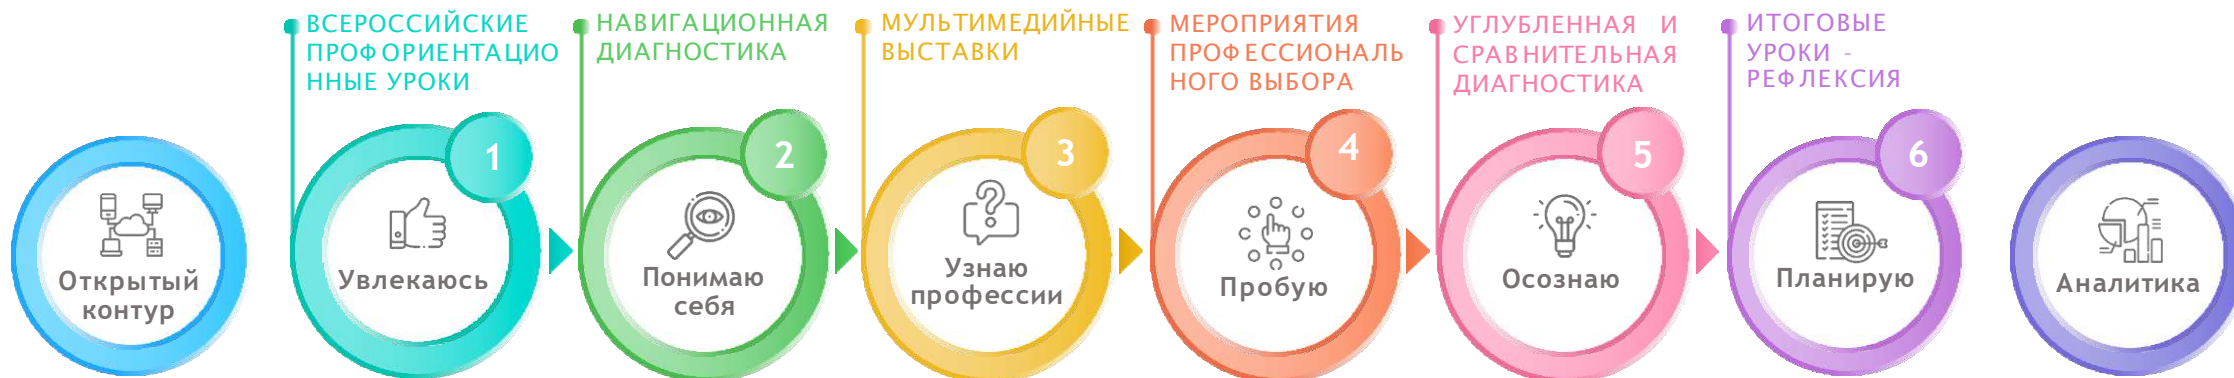 ВСЕРОССИЙСКИЕ
ПРОФОРИЕНТАЦИО
ННЫЕ УРОКИ
НАВИГАЦИОННАЯ
ДИАГНОСТИКА
МУЛЬТИМЕДИЙНЫЕ
ВЫСТАВКИ
МЕРОПРИЯТИЯ
ПРОФЕССИОНАЛЬ
НОГО ВЫБОРА
УГЛУБЛЕННАЯ И
СРАВНИТЕЛЬНАЯ
ДИАГНОСТИКА
ИТОГОВЫЕ
УРОКИ -
РЕФЛЕКСИЯ
Открытый
контур
1
Увлекаюсь
2
Понимаю
себя
3
Узнаю
профессии
4
Пробую
5
Осознаю
6
Планирую
Аналитика